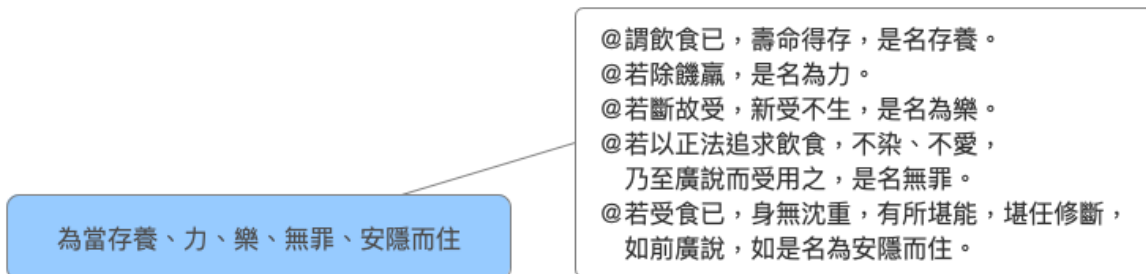 @謂飲食已，壽命得存，是名存養。
@若除饑羸，是名為力。
@若斷故受，新受不生，是名為樂。
@若以正法追求飲食，不染、不愛，
乃至廣說而受用之，是名無罪。
@若受食已，身無沈重，有所堪能，堪任修斷，
如前廣說，如是名為安隱而住。
為當存養、力、樂、無罪、安隱而住